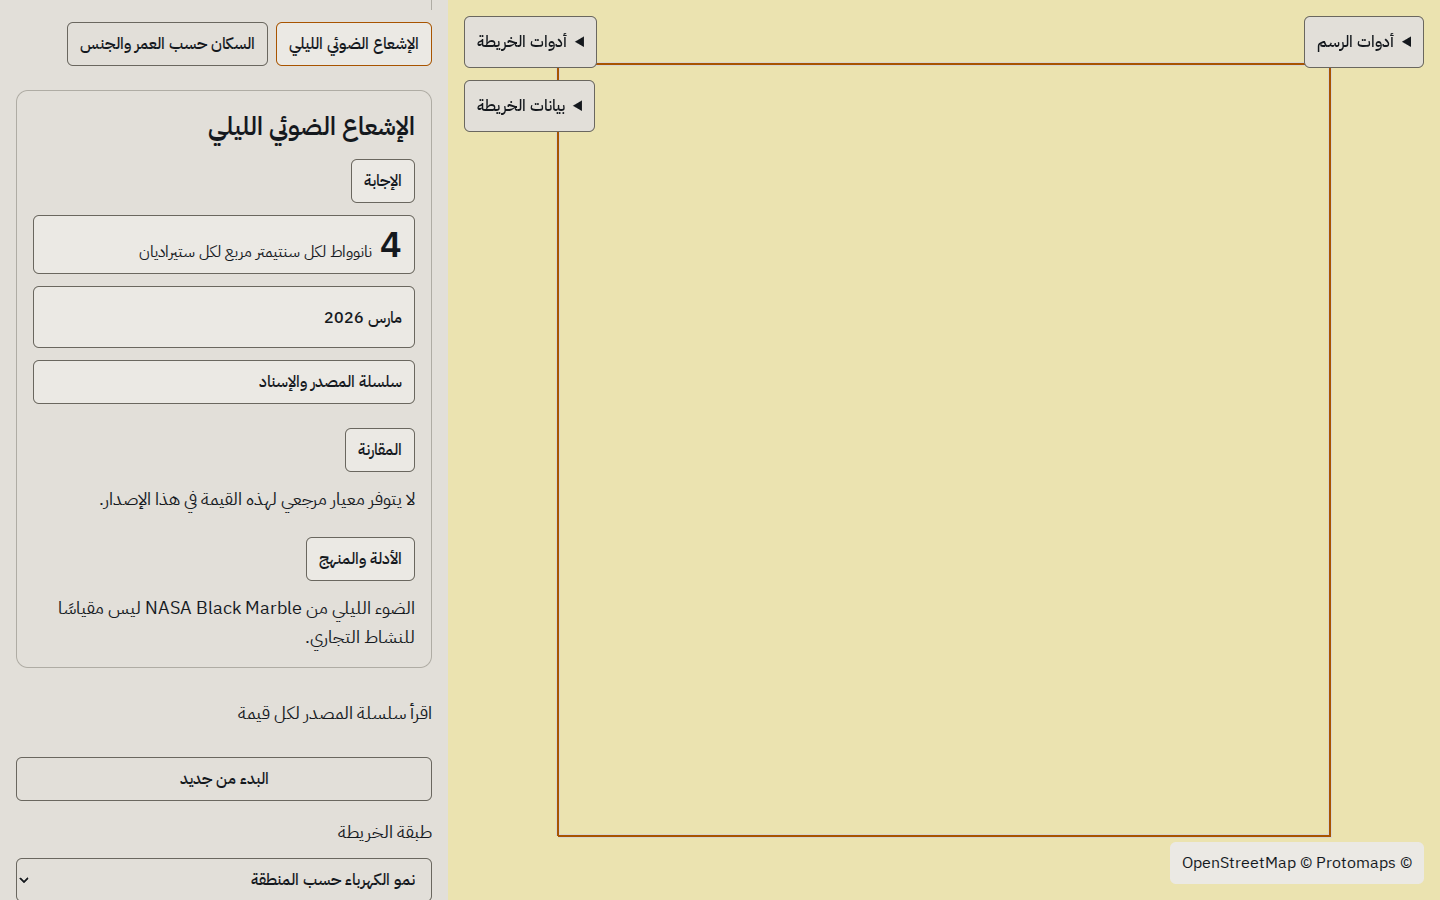 الإشعاع الضوئي الليلي
السكان حسب العمر والجنس
الإشعاع الضوئي الليلي
الإجابة
4 نانوواط لكل سنتيمتر مربع لكل ستيراديان
مارس 2026
سلسلة المصدر والإسناد
المقارنة
لا يتوفر معيار مرجعي لهذه القيمة في هذا الإصدار.
الأدلة والمنهج
الضوء الليلي من NASA Black Marble ليس مقياسًا
للنشاط التجاري.
اقرأ سلسلة المصدر لكل قيمة
البدء من جديد
طبقة الخريطة
نمو الكهرباء حسب المنطقة
أدوات الرسم
أدوات الخريطة
بيانات الخريطة
OpenStreetMap © Protomaps ©